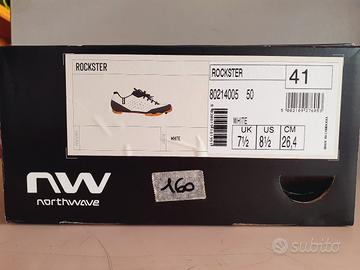 ROCKSTER
ROCKSTER
41
80214005 50
WHITE
WHITE
UK US CM
7½ 8½ 26,4
nw
northwave
160
subito